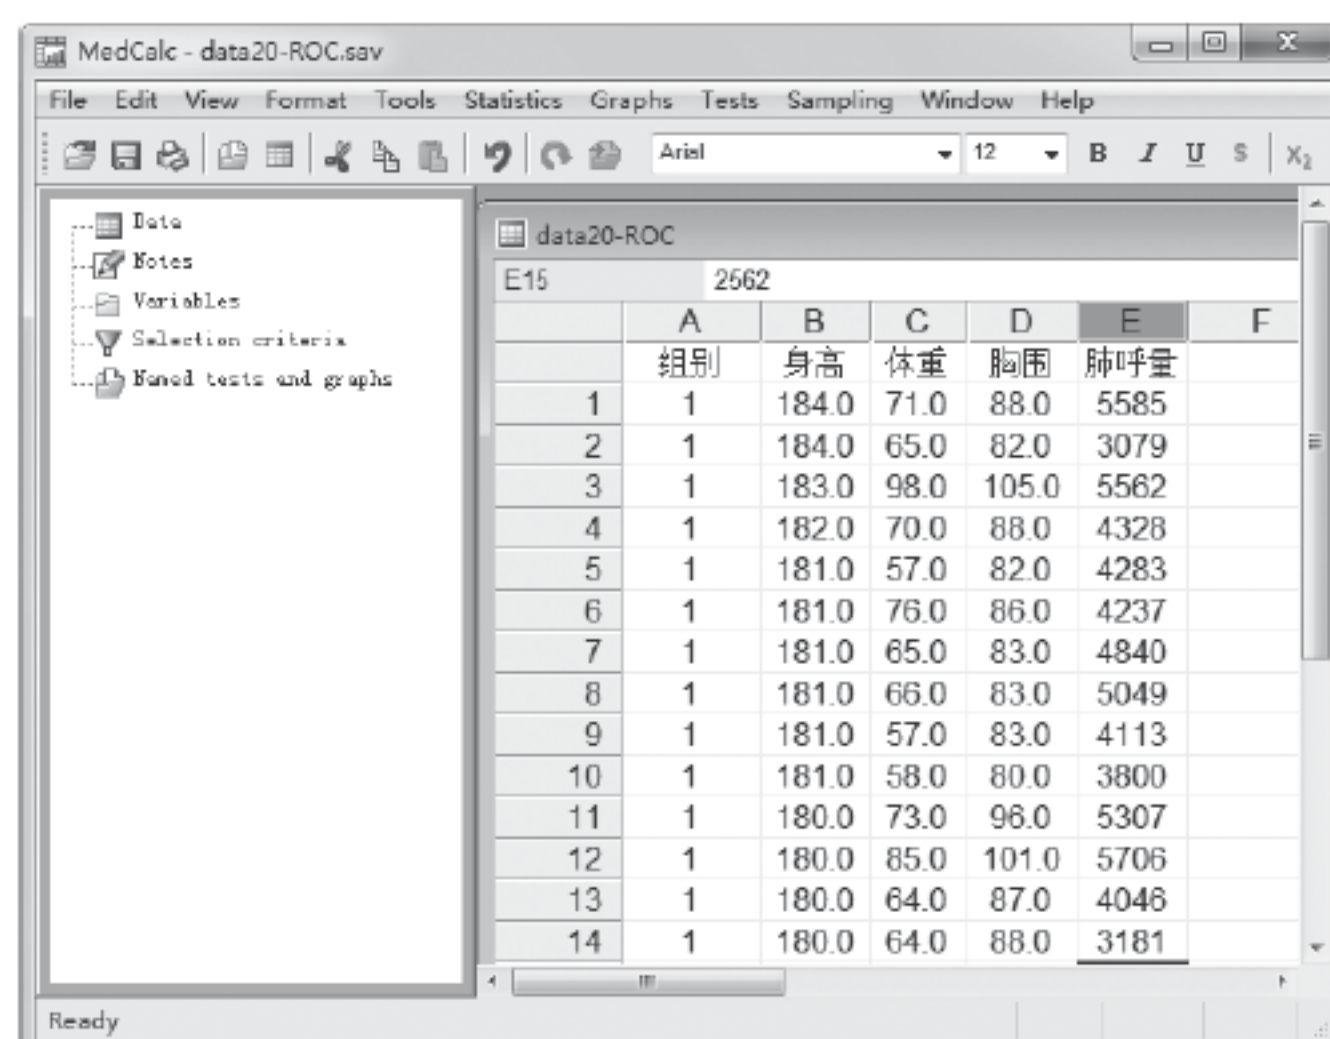 MedCalc - data20-ROC.sav
File Edit View Format Tools Statistics Graphs Tests Sampling Window Help
Arial 12 B I U S X₂
Data
Notes
Variables
Selection criteria
Named tests and graphs
data20-ROC
E15 2562
A B C D E F
组别 身高 体重 胸围 肺呼量
1 1 184.0 71.0 88.0 5585
2 1 184.0 65.0 82.0 3079
3 1 183.0 98.0 105.0 5562
4 1 182.0 70.0 88.0 4328
5 1 181.0 57.0 82.0 4283
6 1 181.0 76.0 86.0 4237
7 1 181.0 65.0 83.0 4840
8 1 181.0 66.0 83.0 5049
9 1 181.0 57.0 83.0 4113
10 1 181.0 58.0 80.0 3800
11 1 180.0 73.0 96.0 5307
12 1 180.0 85.0 101.0 5706
13 1 180.0 64.0 87.0 4046
14 1 180.0 64.0 88.0 3181
Ready